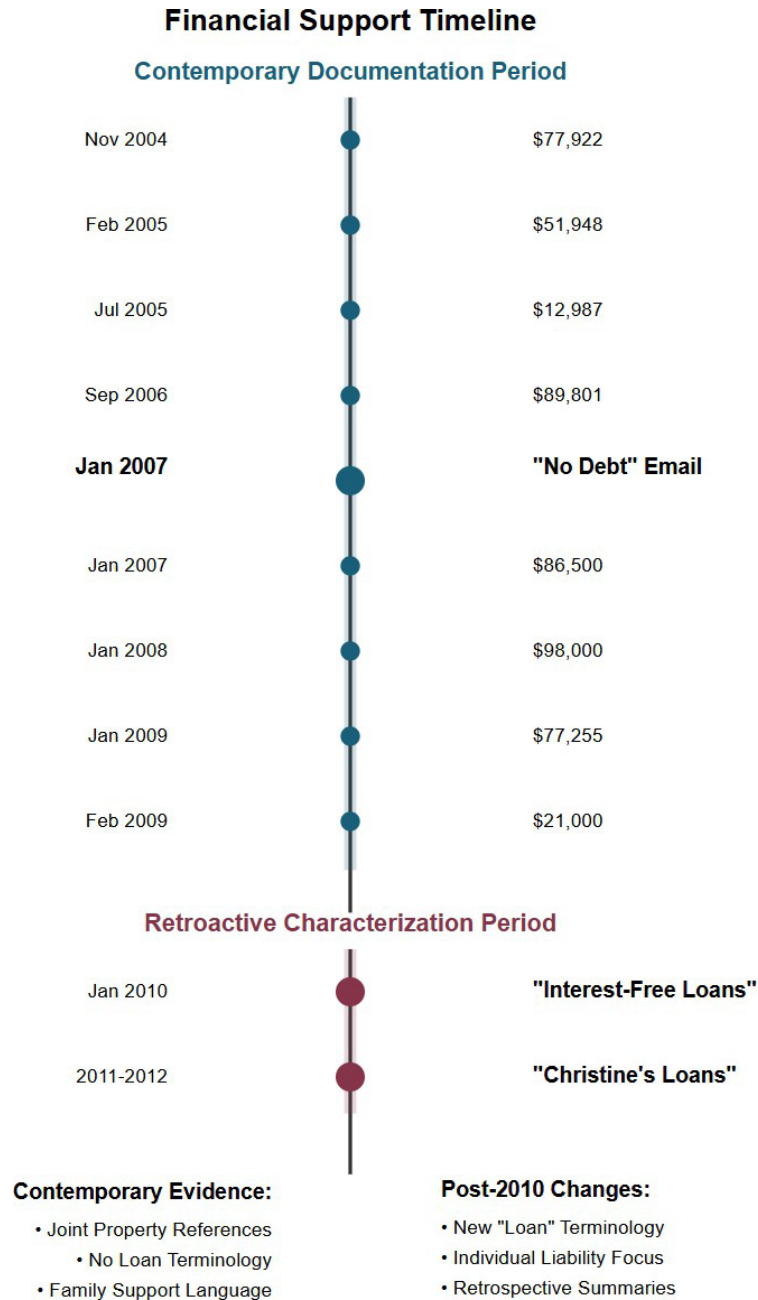 Financial Support Timeline
Contemporary Documentation Period
Nov 2004 $77,922
Feb 2005 $51,948
Jul 2005 $12,987
Sep 2006 $89,801
Jan 2007 "No Debt" Email
Jan 2007 $86,500
Jan 2008 $98,000
Jan 2009 $77,255
Feb 2009 $21,000
Retroactive Characterization Period
Jan 2010 "Interest-Free Loans"
2011-2012 "Christine's Loans"
Contemporary Evidence:
• Joint Property References
• No Loan Terminology
• Family Support Language
Post-2010 Changes:
• New "Loan" Terminology
• Individual Liability Focus
• Retrospective Summaries